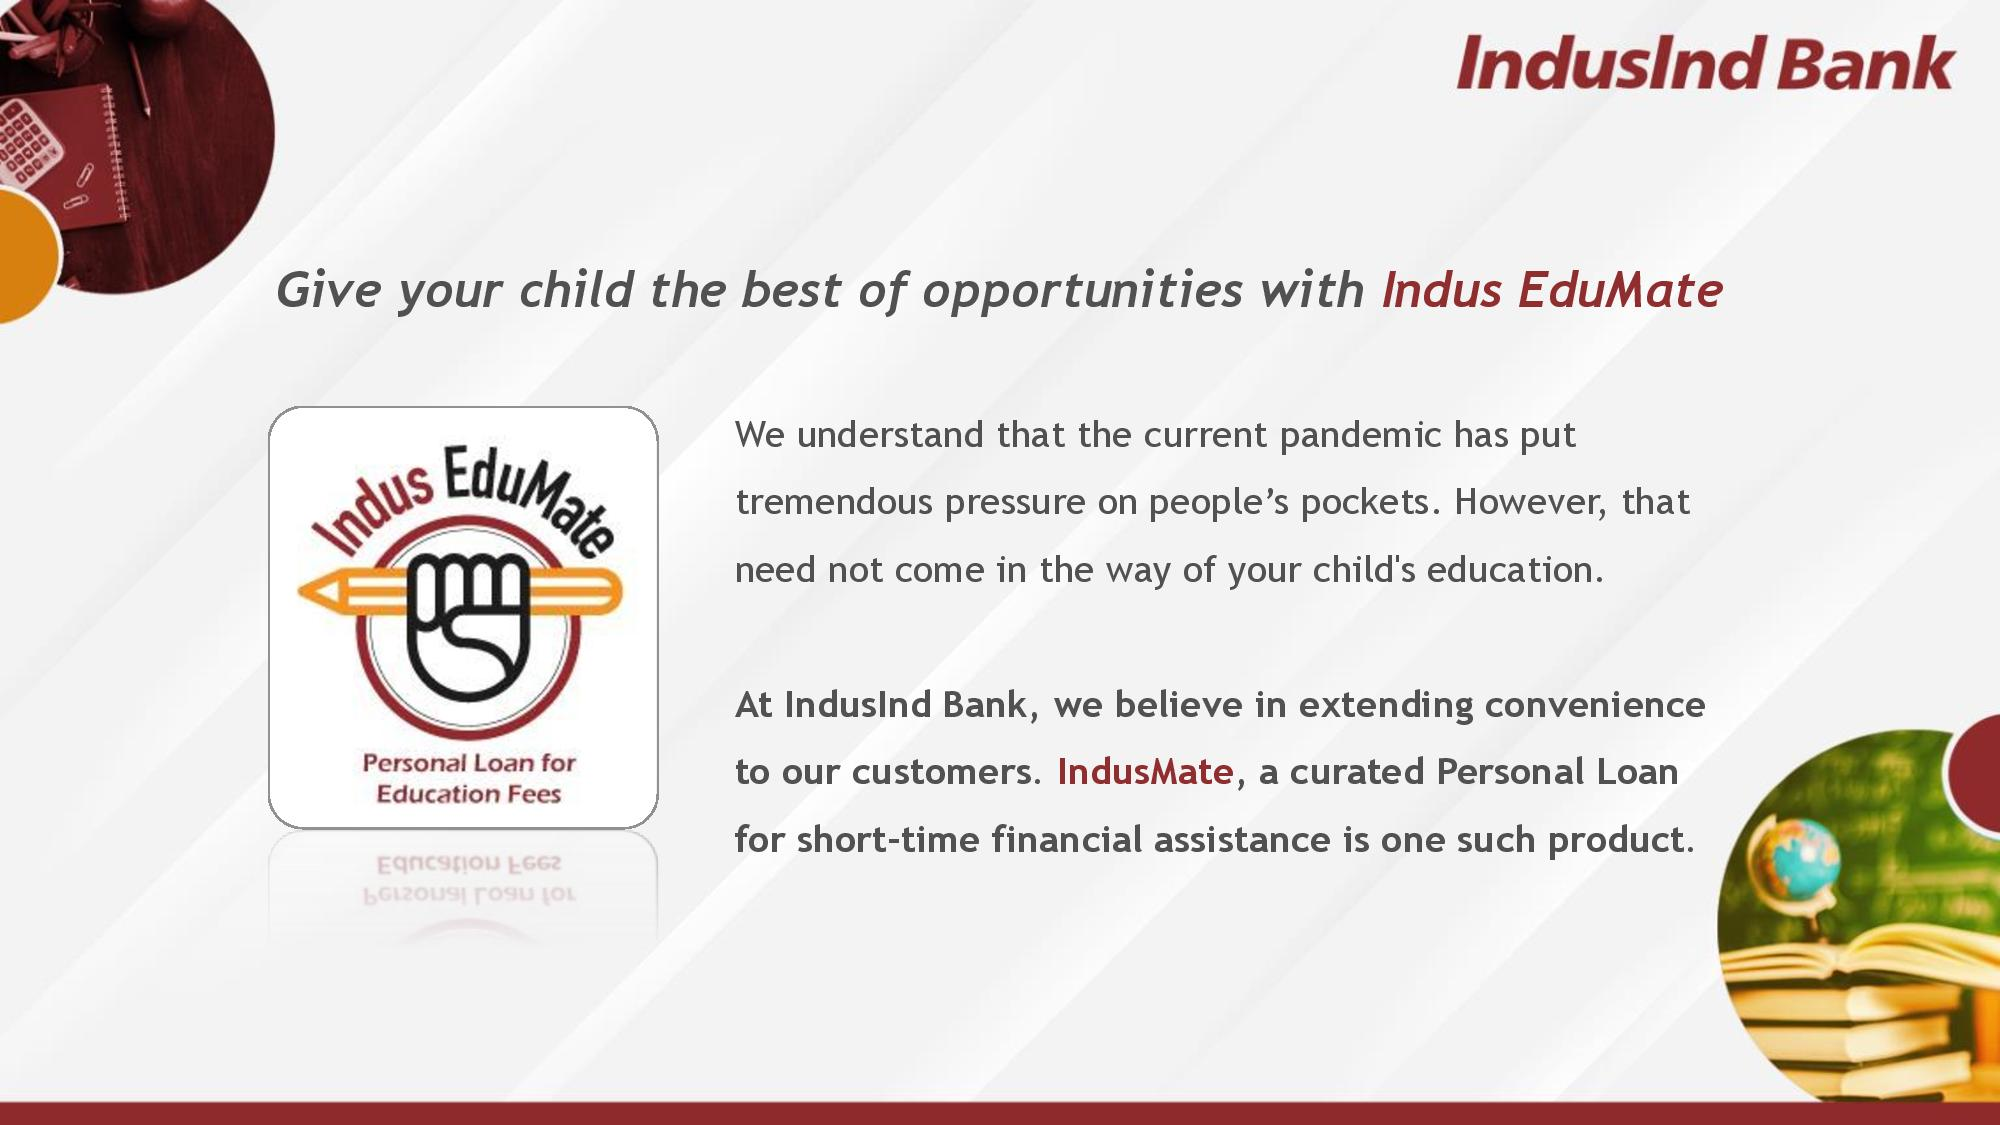 IndusInd Bank
Give your child the best of opportunities with Indus EduMate
Indus EduMate
Personal Loan for
Education Fees
We understand that the current pandemic has put
tremendous pressure on people’s pockets. However, that
need not come in the way of your child's education.
At IndusInd Bank, we believe in extending convenience
to our customers. IndusMate, a curated Personal Loan
for short-time financial assistance is one such product.